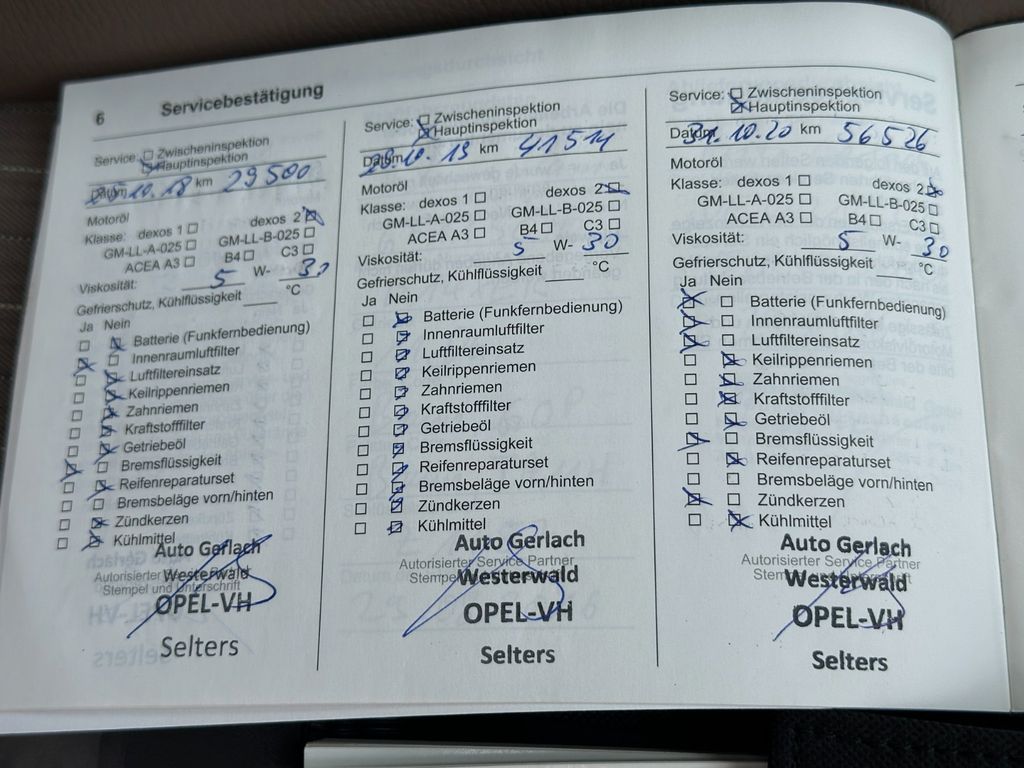 6 Servicebestätigung
Service: Zwischeninspektion
Hauptinspektion
Datum 10.18 km 29500
Motoröl
Klasse: dexos 1 dexos 2
GM-LL-A-025 GM-LL-B-025
ACEA A3 B4 C3
Viskosität: 5 W- 30
Gefrierschutz, Kühlflüssigkeit °C
Ja Nein
Batterie (Funkfernbedienung)
Innenraumluftfilter
Luftfiltereinsatz
Keilrippenriemen
Zahnriemen
Kraftstofffilter
Getriebeöl
Bremsflüssigkeit
Reifenreparaturset
Bremsbeläge vorn/hinten
Zündkerzen
Kühlmittel
Auto Gerlach
Autorisierter Service Partner
Westerwald
Stempel und Unterschrift
OPEL-VH
Selters
Service: Zwischeninspektion
Hauptinspektion
Datum 10.19 km 41514
Motoröl
Klasse: dexos 1 dexos 2
GM-LL-A-025 GM-LL-B-025
ACEA A3 B4 C3
Viskosität: 5 W- 30
Gefrierschutz, Kühlflüssigkeit °C
Ja Nein
Batterie (Funkfernbedienung)
Innenraumluftfilter
Luftfiltereinsatz
Keilrippenriemen
Zahnriemen
Kraftstofffilter
Getriebeöl
Bremsflüssigkeit
Reifenreparaturset
Bremsbeläge vorn/hinten
Zündkerzen
Kühlmittel
Auto Gerlach
Autorisierter Service Partner
Westerwald
OPEL-VH
Selters
Service: Zwischeninspektion
Hauptinspektion
Datum 10.20 km 56526
Motoröl
Klasse: dexos 1 dexos 2
GM-LL-A-025 GM-LL-B-025
ACEA A3 B4 C3
Viskosität: 5 W- 30
Gefrierschutz, Kühlflüssigkeit °C
Ja Nein
Batterie (Funkfernbedienung)
Innenraumluftfilter
Luftfiltereinsatz
Keilrippenriemen
Zahnriemen
Kraftstofffilter
Getriebeöl
Bremsflüssigkeit
Reifenreparaturset
Bremsbeläge vorn/hinten
Zündkerzen
Kühlmittel
Auto Gerlach
Autorisierter Service Partner
Westerwald
OPEL-VH
Selters